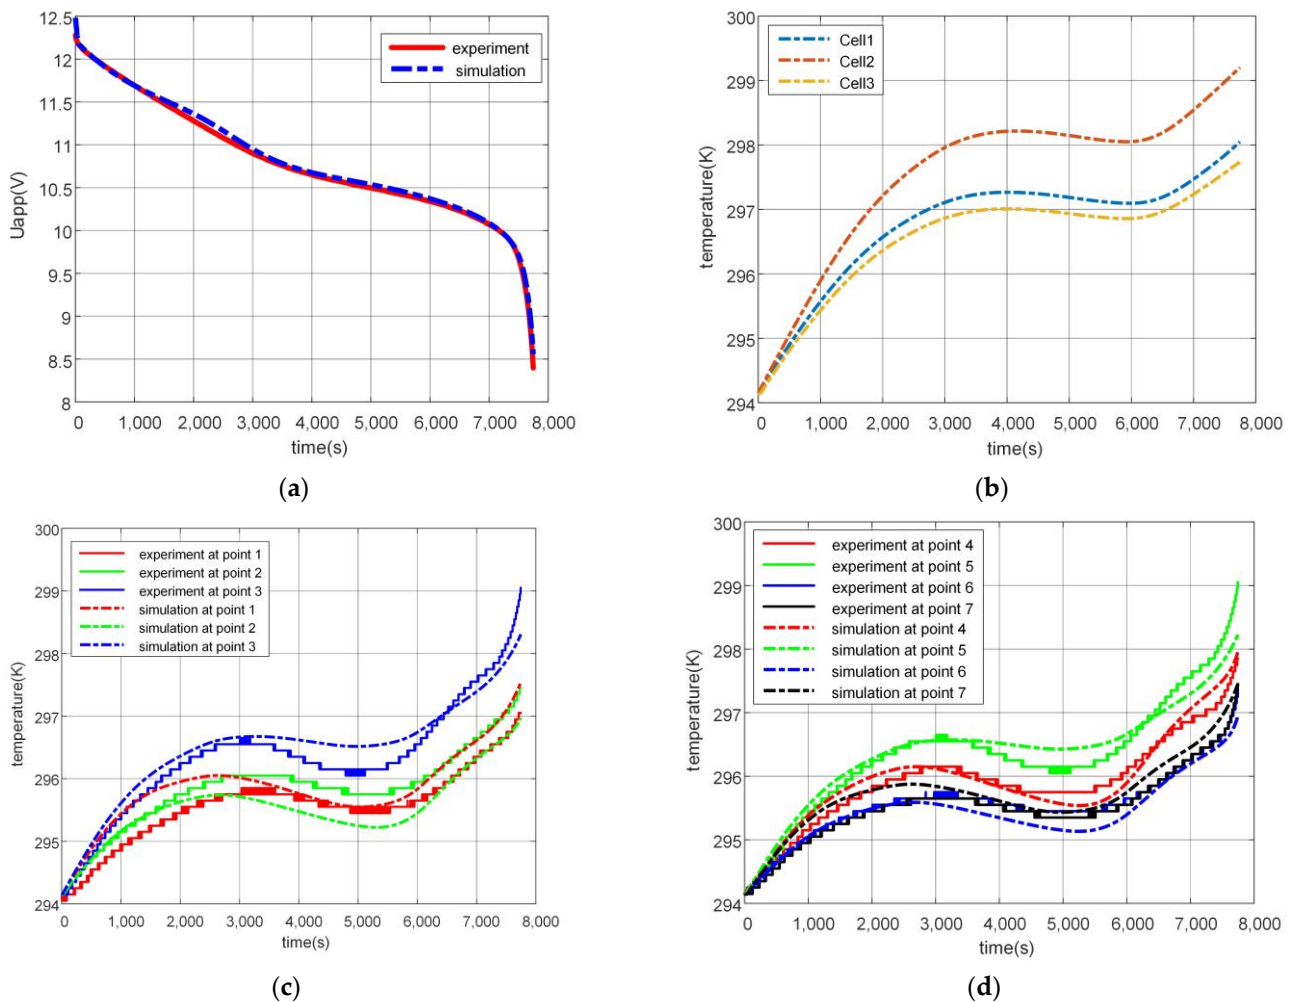 12.5
12
11.5
11
10.5
10
9.5
9
8.5
8
Uapp(V)
experiment
simulation
0 1,000 2,000 3,000 4,000 5,000 6,000 7,000 8,000
time(s)
(a)
300
299
298
297
296
295
294
temperature(K)
Cell1
Cell2
Cell3
0 1,000 2,000 3,000 4,000 5,000 6,000 7,000 8,000
time(s)
(b)
300
299
298
297
296
295
294
temperature(K)
experiment at point 1
experiment at point 2
experiment at point 3
simulation at point 1
simulation at point 2
simulation at point 3
0 1,000 2,000 3,000 4,000 5,000 6,000 7,000 8,000
time(s)
(c)
300
299
298
297
296
295
294
temperature(K)
experiment at point 4
experiment at point 5
experiment at point 6
experiment at point 7
simulation at point 4
simulation at point 5
simulation at point 6
simulation at point 7
0 1,000 2,000 3,000 4,000 5,000 6,000 7,000 8,000
time(s)
(d)